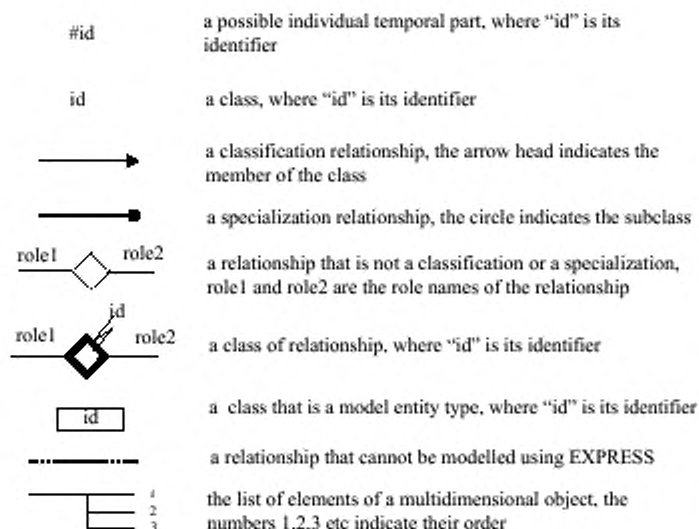 #id a possible individual temporal part, where “id” is its
identifier
id a class, where “id” is its identifier
a classification relationship, the arrow head indicates the
member of the class
a specialization relationship, the circle indicates the subclass
role1 role2
a relationship that is not a classification or a specialization,
role1 and role2 are the role names of the relationship
id
role1 role2
a class of relationship, where “id” is its identifier
id a class that is a model entity type, where “id” is its identifier
a relationship that cannot be modelled using EXPRESS
1
the list of elements of a multidimensional object, the
2
3
numbers 1,2,3 etc indicate their order